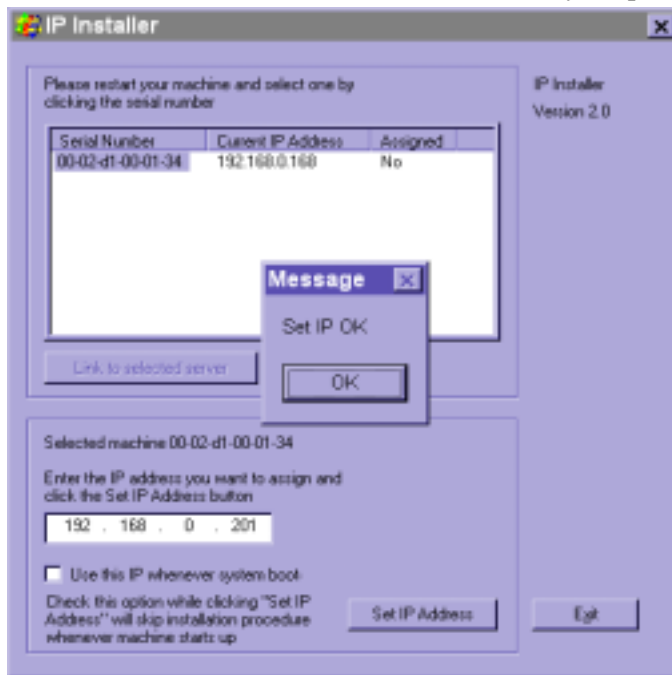 IP Installer
Please restart your machine and select one by
clicking the serial number
IP Installer
Version 2.0
Serial Number Current IP Address Assigned
00-02-d1-00-01-34 192.168.0.168 No
Message
Set IP OK
OK
Link to selected server
Selected machine 00-02-d1-00-01-34
Enter the IP address you want to assign and
click the Set IP Address button
192 . 168 . 0 . 201
Use this IP whenever system boot
Check this option while clicking "Set IP
Address" will skip installation procedure
whenever machine starts up
Set IP Address
Exit